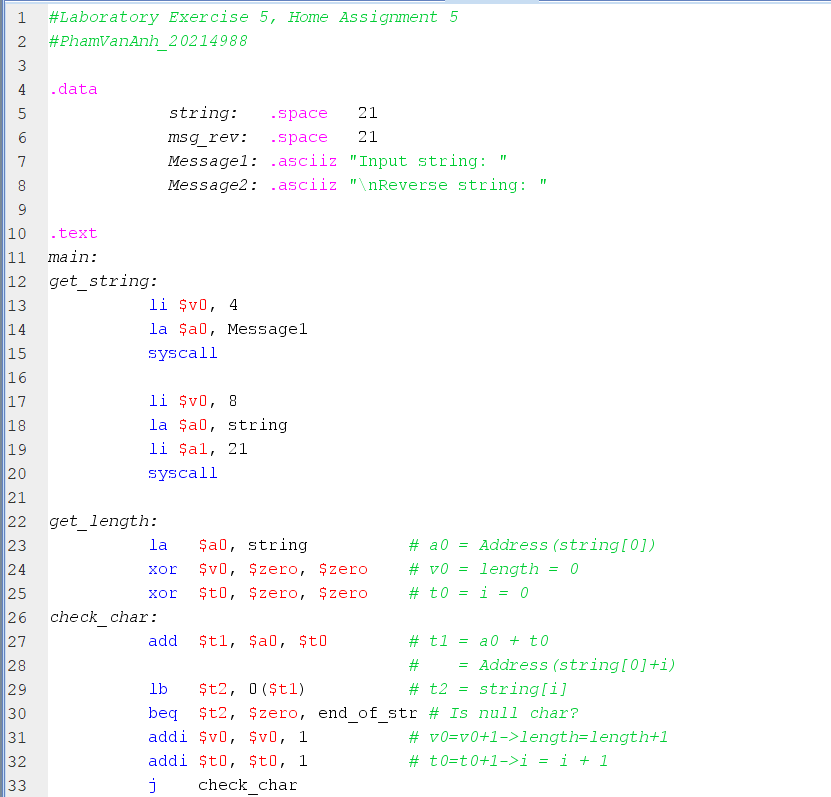 1 #Laboratory Exercise 5, Home Assignment 5
2 #PhamVanAnh_20214988
3
4 .data
5 string: .space 21
6 msg_rev: .space 21
7 Message1: .asciiz "Input string: "
8 Message2: .asciiz "\nReverse string: "
9
10 .text
11 main:
12 get_string:
13 li $v0, 4
14 la $a0, Message1
15 syscall
16
17 li $v0, 8
18 la $a0, string
19 li $a1, 21
20 syscall
21
22 get_length:
23 la $a0, string # a0 = Address(string[0])
24 xor $v0, $zero, $zero # v0 = length = 0
25 xor $t0, $zero, $zero # t0 = i = 0
26 check_char:
27 add $t1, $a0, $t0 # t1 = a0 + t0
28 # = Address(string[0]+i)
29 lb $t2, 0($t1) # t2 = string[i]
30 beq $t2, $zero, end_of_str # Is null char?
31 addi $v0, $v0, 1 # v0=v0+1->length=length+1
32 addi $t0, $t0, 1 # t0=t0+1->i = i + 1
33 j check_char